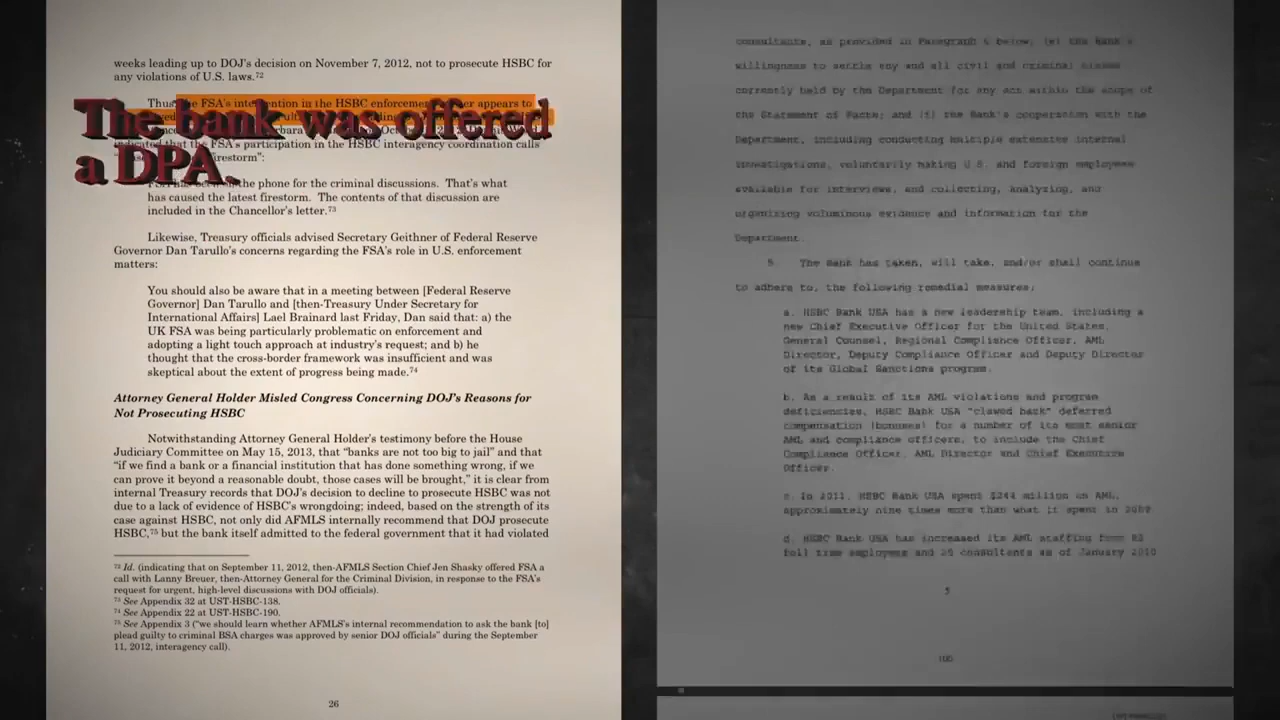 weeks leading up to DOJ's decision on November 7, 2012, not to prosecute HSBC for
any violations of U.S. laws.72
Thus the FSA's intervention in the HSBC enforcement appears to
The bank was offered
a DPA.
indicated that the FSA's participation in the HSBC interagency coordination calls
firestorm":
the phone for the criminal discussions. That's what
has caused the latest firestorm. The contents of that discussion are
included in the Chancellor's letter.73
Likewise, Treasury officials advised Secretary Geithner of Federal Reserve
Governor Dan Tarullo's concerns regarding the FSA's role in U.S. enforcement
matters:
You should also be aware that in a meeting between [Federal Reserve
Governor] Dan Tarullo and [then-Treasury Under Secretary for
International Affairs] Lael Brainard last Friday, Dan said that: a) the
UK FSA was being particularly problematic on enforcement and
adopting a light touch approach at industry's request; and b) he
thought that the cross-border framework was insufficient and was
skeptical about the extent of progress being made.74
Attorney General Holder Misled Congress Concerning DOJ's Reasons for
Not Prosecuting HSBC
Notwithstanding Attorney General Holder's testimony before the House
Judiciary Committee on May 15, 2013, that "banks are not too big to jail" and that
"if we find a bank or a financial institution that has done something wrong, if we
can prove it beyond a reasonable doubt, those cases will be brought," it is clear from
internal Treasury records that DOJ's decision to decline to prosecute HSBC was not
due to a lack of evidence of HSBC's wrongdoing; indeed, based on the strength of its
case against HSBC, not only did AFMLS internally recommend that DOJ prosecute
HSBC,75 but the bank itself admitted to the federal government that it had violated
72 Id. (indicating that on September 11, 2012, then-AFMLS Section Chief Jen Shasky offered FSA a
call with Lanny Breuer, then-Attorney General for the Criminal Division, in response to the FSA's
request for urgent, high-level discussions with DOJ officials).
73 See Appendix 32 at UST-HSBC-138.
74 See Appendix 22 at UST-HSBC-190.
75 See Appendix 3 ("we should learn whether AFMLS's internal recommendation to ask the bank [to]
plead guilty to criminal BSA charges was approved by senior DOJ officials" during the September
11, 2012, interagency call).
26
consultants, as provided in Paragraph below; (e) the Bank's
willingness to settle any and all civil and criminal claims
currently held by the Department for any act within the scope of
the Statement of Facts; and (f) the Bank's cooperation with the
Department, including conducting multiple extensive internal
investigations, voluntarily making U.S. and foreign employees
available for interviews, and collecting, analyzing, and
organizing voluminous evidence and information for the
Department.
5. The Bank has taken, will take, and/or shall continue
to adhere to, the following remedial measures:
a. HSBC Bank USA has a new leadership team, including a
new Chief Executive Officer for the United States,
General Counsel, Regional Compliance Officer, AML
Director, Deputy Compliance Officer and Deputy Director
of its Global Sanctions program.
b. As a result of its AML violations and program
deficiencies, HSBC Bank USA "clawed back" deferred
compensation (bonuses) for a number of its most senior
AML and compliance officers, to include the Chief
Compliance Officer, AML Director and Chief Executive
Officer.
c. In 2011, HSBC Bank USA spent $244 million on AML,
approximately nine times more than what it spent in 2009
d. HSBC Bank USA has increased its AML staffing from 92
full time employees and 25 consultants as of January 2010
5